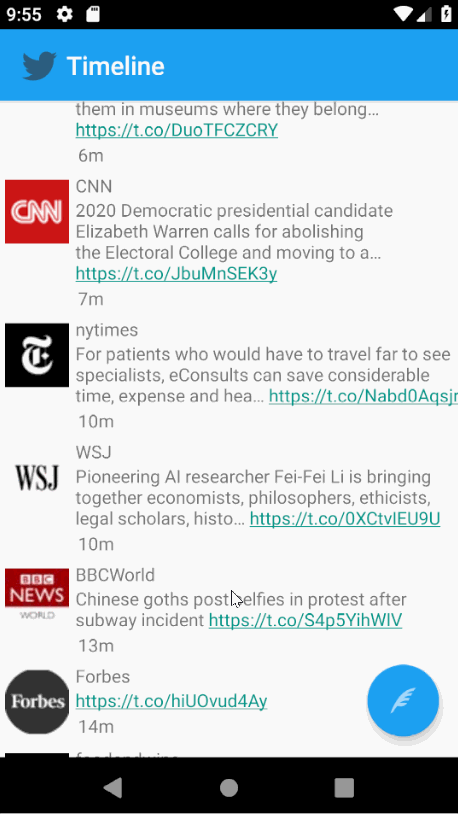 9:55
Timeline
them in museums where they belong…
https://t.co/DuoTFCZCRY
6m
CNN
CNN
2020 Democratic presidential candidate
Elizabeth Warren calls for abolishing
the Electoral College and moving to a…
https://t.co/JbuMnSEK3y
7m
nytimes
For patients who would have to travel far to see
specialists, eConsults can save considerable
time, expense and hea… https://t.co/Nabd0Aqsjr
10m
WSJ
WSJ
Pioneering AI researcher Fei-Fei Li is bringing
together economists, philosophers, ethicists,
legal scholars, histo… https://t.co/0XCtvIEU9U
10m
BBC
NEWS
WORLD
BBCWorld
Chinese goths post selfies in protest after
subway incident https://t.co/S4p5YihWIV
13m
Forbes
Forbes
https://t.co/hiUOvud4Ay
14m
foodandwine